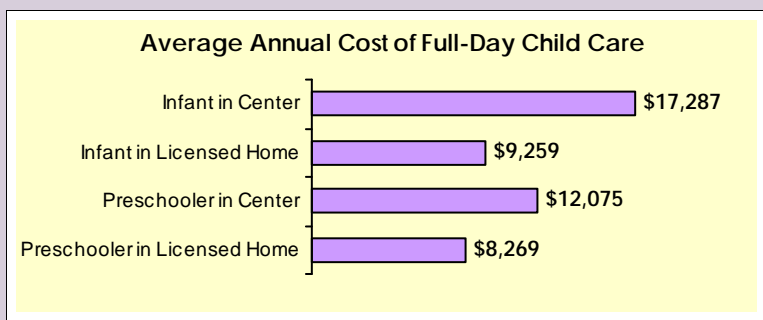 Average Annual Cost of Full-Day Child Care
Infant in Center $17,287
Infant in Licensed Home $9,259
Preschooler in Center $12,075
Preschooler in Licensed Home $8,269